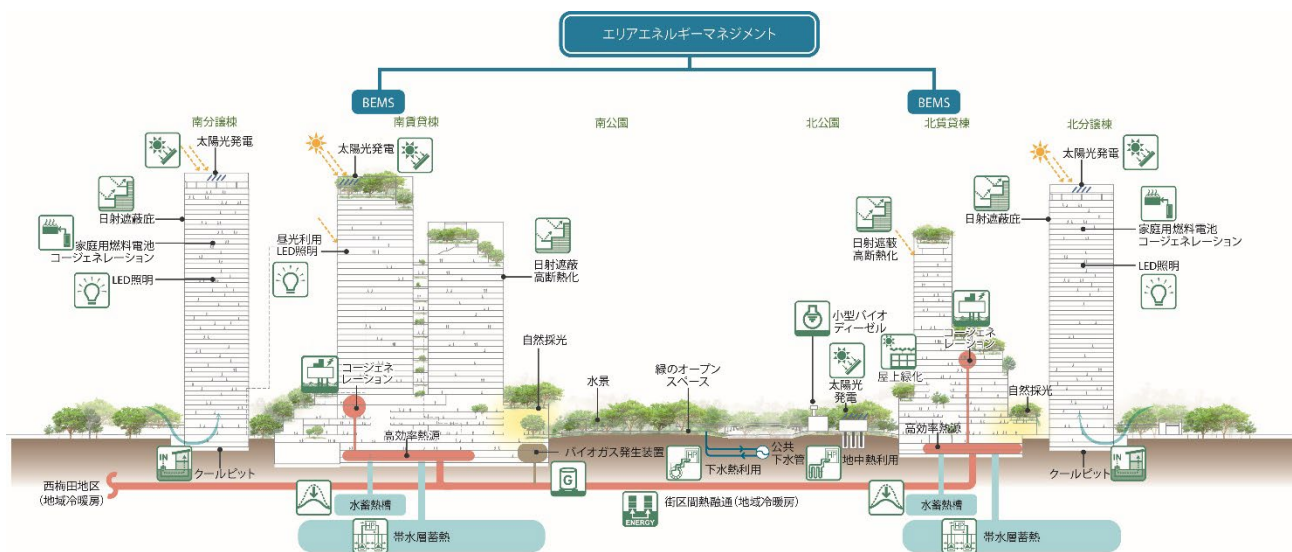 エリアエネルギーマネジメント
BEMS
BEMS
南分譲棟
南賃貸棟
南公園
北公園
北賃貸棟
北分譲棟
太陽光発電
太陽光発電
太陽光発電
日射遮蔽庇
家庭用燃料電池
コージェネレーション
LED照明
昼光利用
LED照明
日射遮蔽
高断熱化
日射遮蔽
高断熱化
日射遮蔽庇
家庭用燃料電池
コージェネレーション
LED照明
コージェネ
レーション
自然採光
水景
緑のオープン
スペース
小型バイオ
ディーゼル
太陽光
発電
屋上緑化
コージェネ
レーション
自然採光
高効率熱源
バイオガス発生装置
HP
下水熱利用
公共
下水管
HP
地中熱利用
高効率熱源
IN
クールピット
クールピット
IN
西梅田地区
(地域冷暖房)
G
ENERGY
街区間熱融通(地域冷暖房)
水蓄熱槽
水蓄熱槽
HP
帯水層蓄熱
HP
帯水層蓄熱